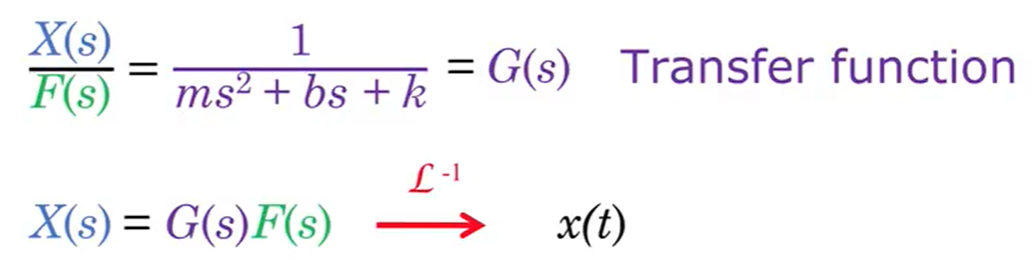 X(s)/F(s) = 1/(ms² + bs + k) = G(s) Transfer function
ℒ⁻¹
X(s) = G(s)F(s) → x(t)